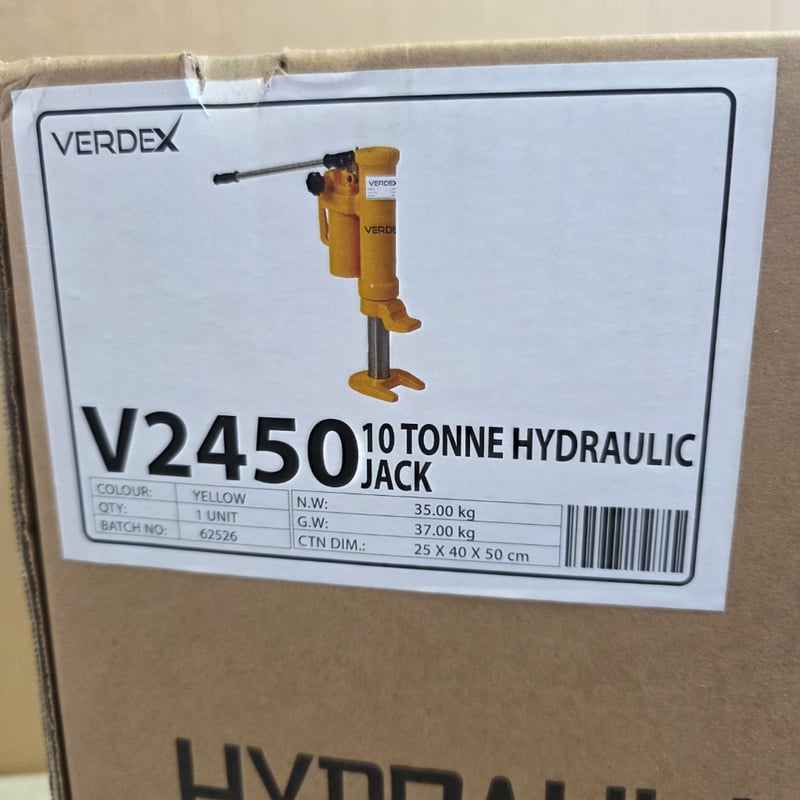 VERDEX
VERDEX
VERDE
V2450 10 TONNE HYDRAULIC
JACK
COLOUR: YELLOW
QTY: 1 UNIT
BATCH NO: 62526
N.W: 35.00 kg
G.W: 37.00 kg
CTN DIM.: 25 X 40 X 50 cm